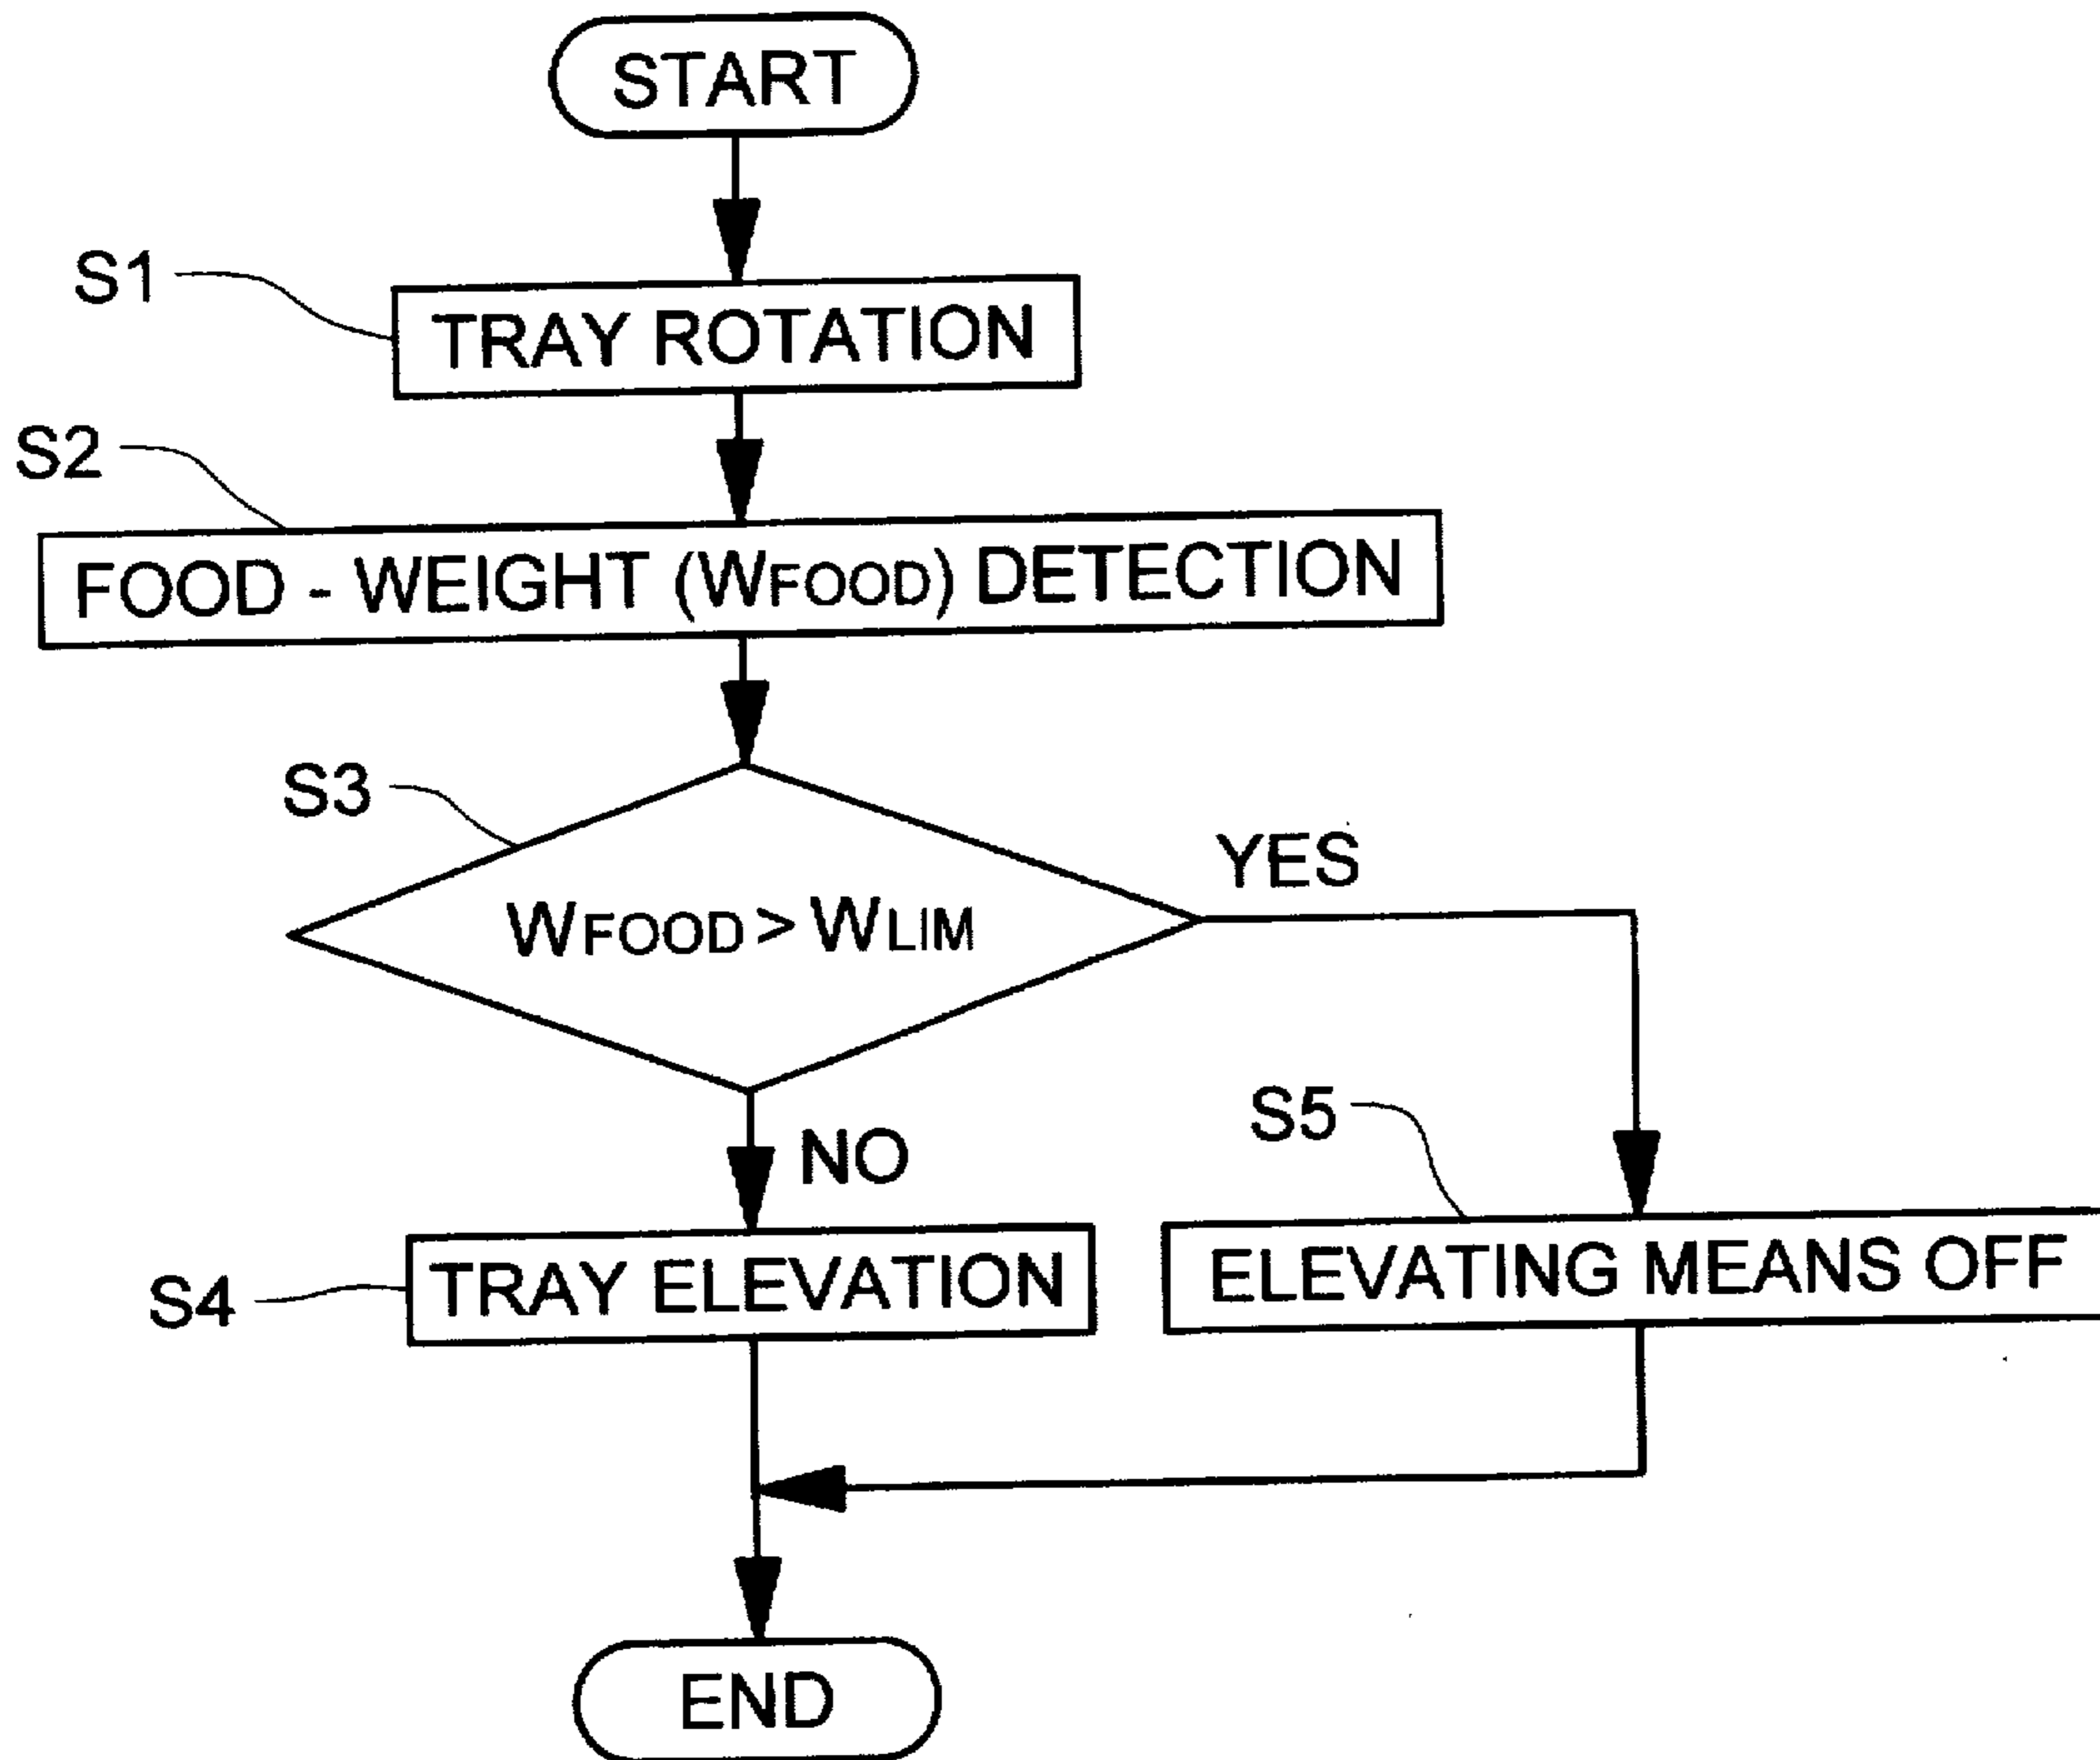 START
S1
TRAY ROTATION
S2
FOOD - WEIGHT (WFOOD) DETECTION
S3
WFOOD > WLIM
YES
NO
S4
TRAY ELEVATION
S5
ELEVATING MEANS OFF
END